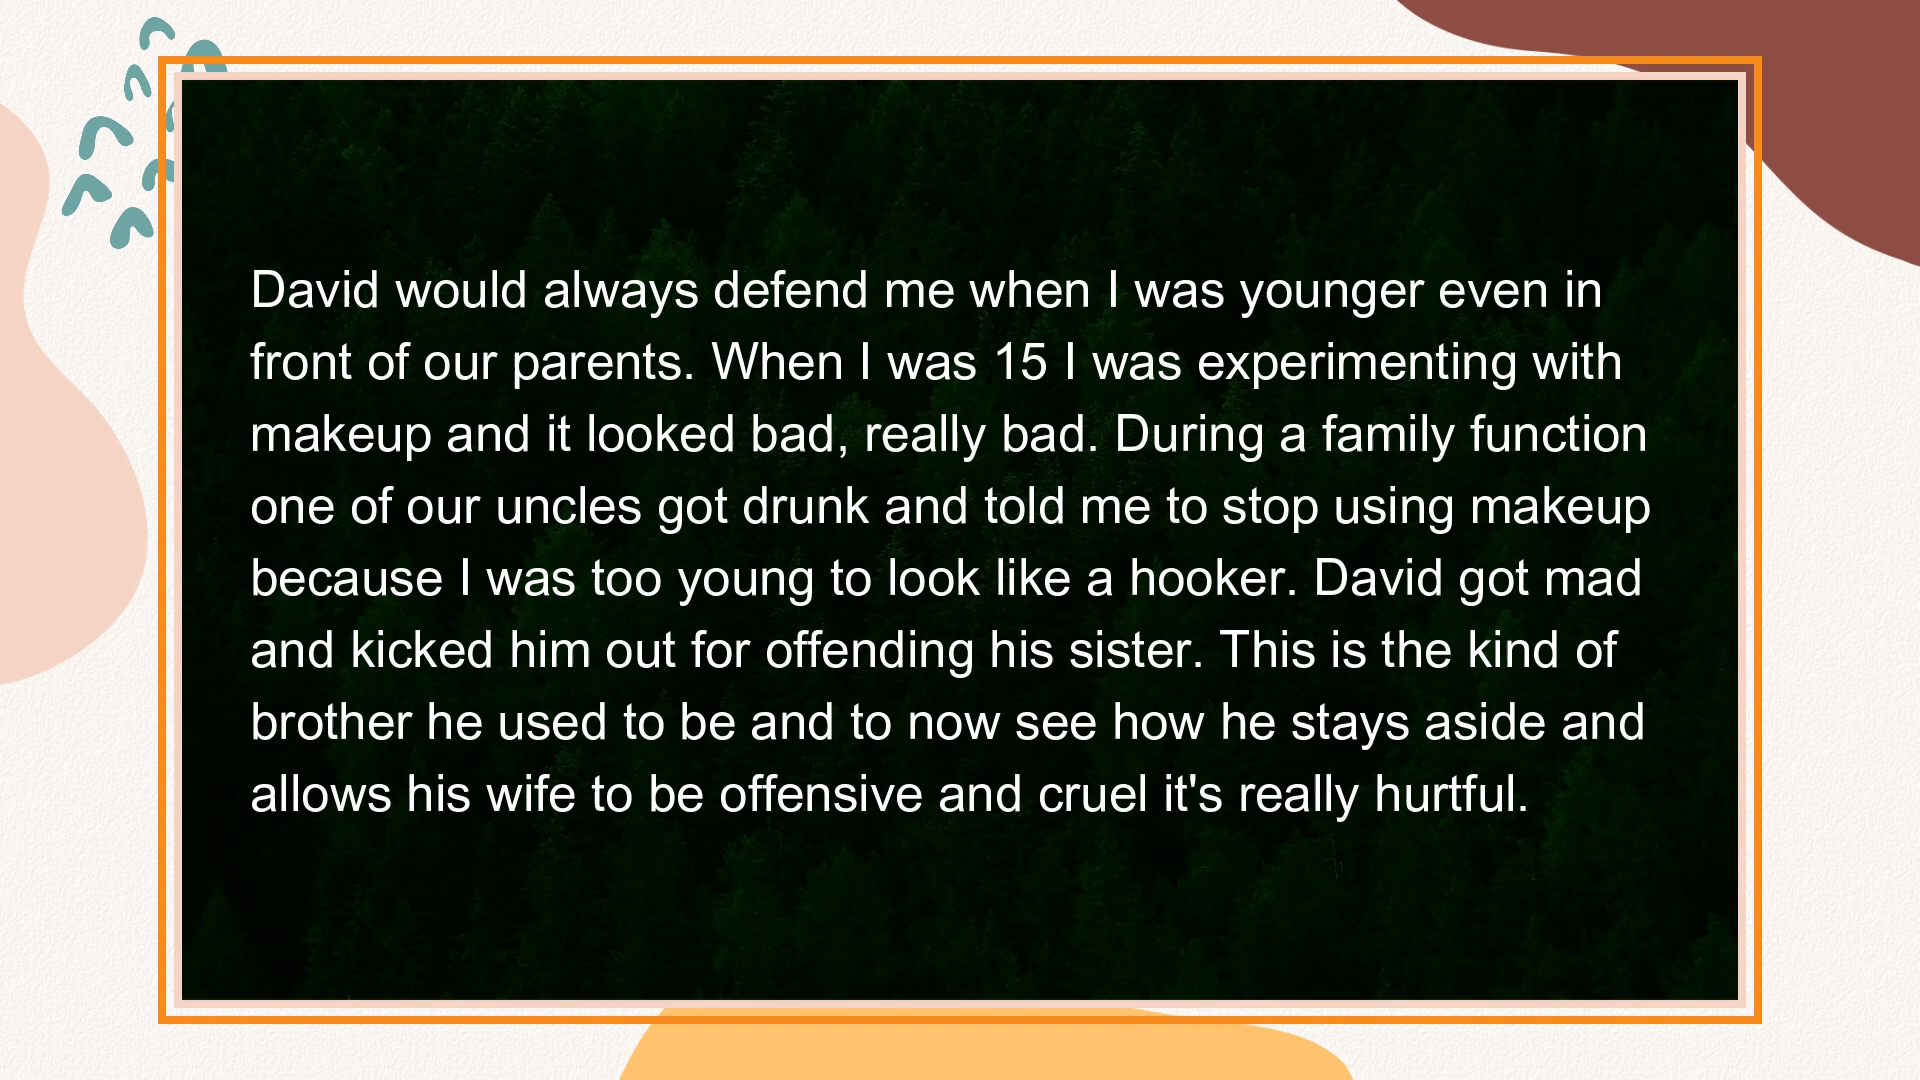 David would always defend me when I was younger even in
front of our parents. When I was 15 I was experimenting with
makeup and it looked bad, really bad. During a family function
one of our uncles got drunk and told me to stop using makeup
because I was too young to look like a hooker. David got mad
and kicked him out for offending his sister. This is the kind of
brother he used to be and to now see how he stays aside and
allows his wife to be offensive and cruel it's really hurtful.